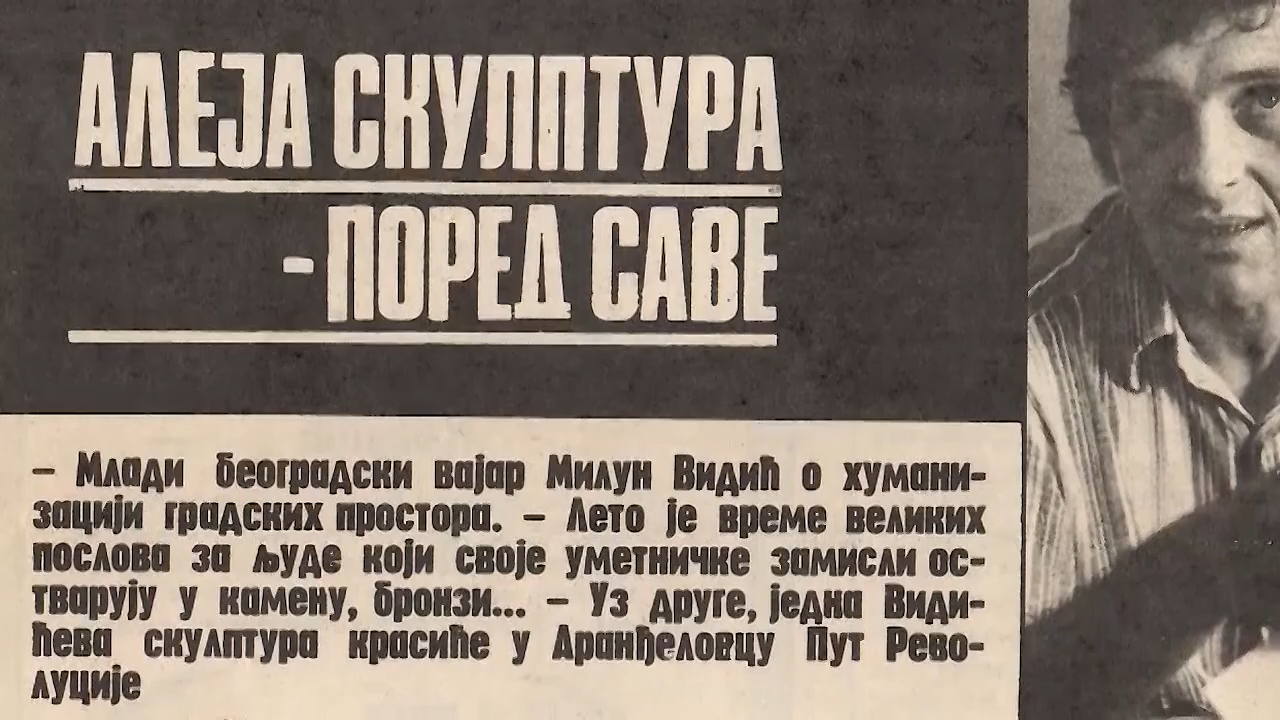 АЛЕЈА СКУЛПТУРА
- ПОРЕД САВЕ
– Млади београдски вајар Милун Видић о хумани-
зацији градских простора. – Лето је време великих
послова за људе који своје уметничке замисли ос-
тварују у камену, бронзи... – Уз друге, једна Види-
ћева скулптура красиће у Аранђеловцу Пут Рево-
луције